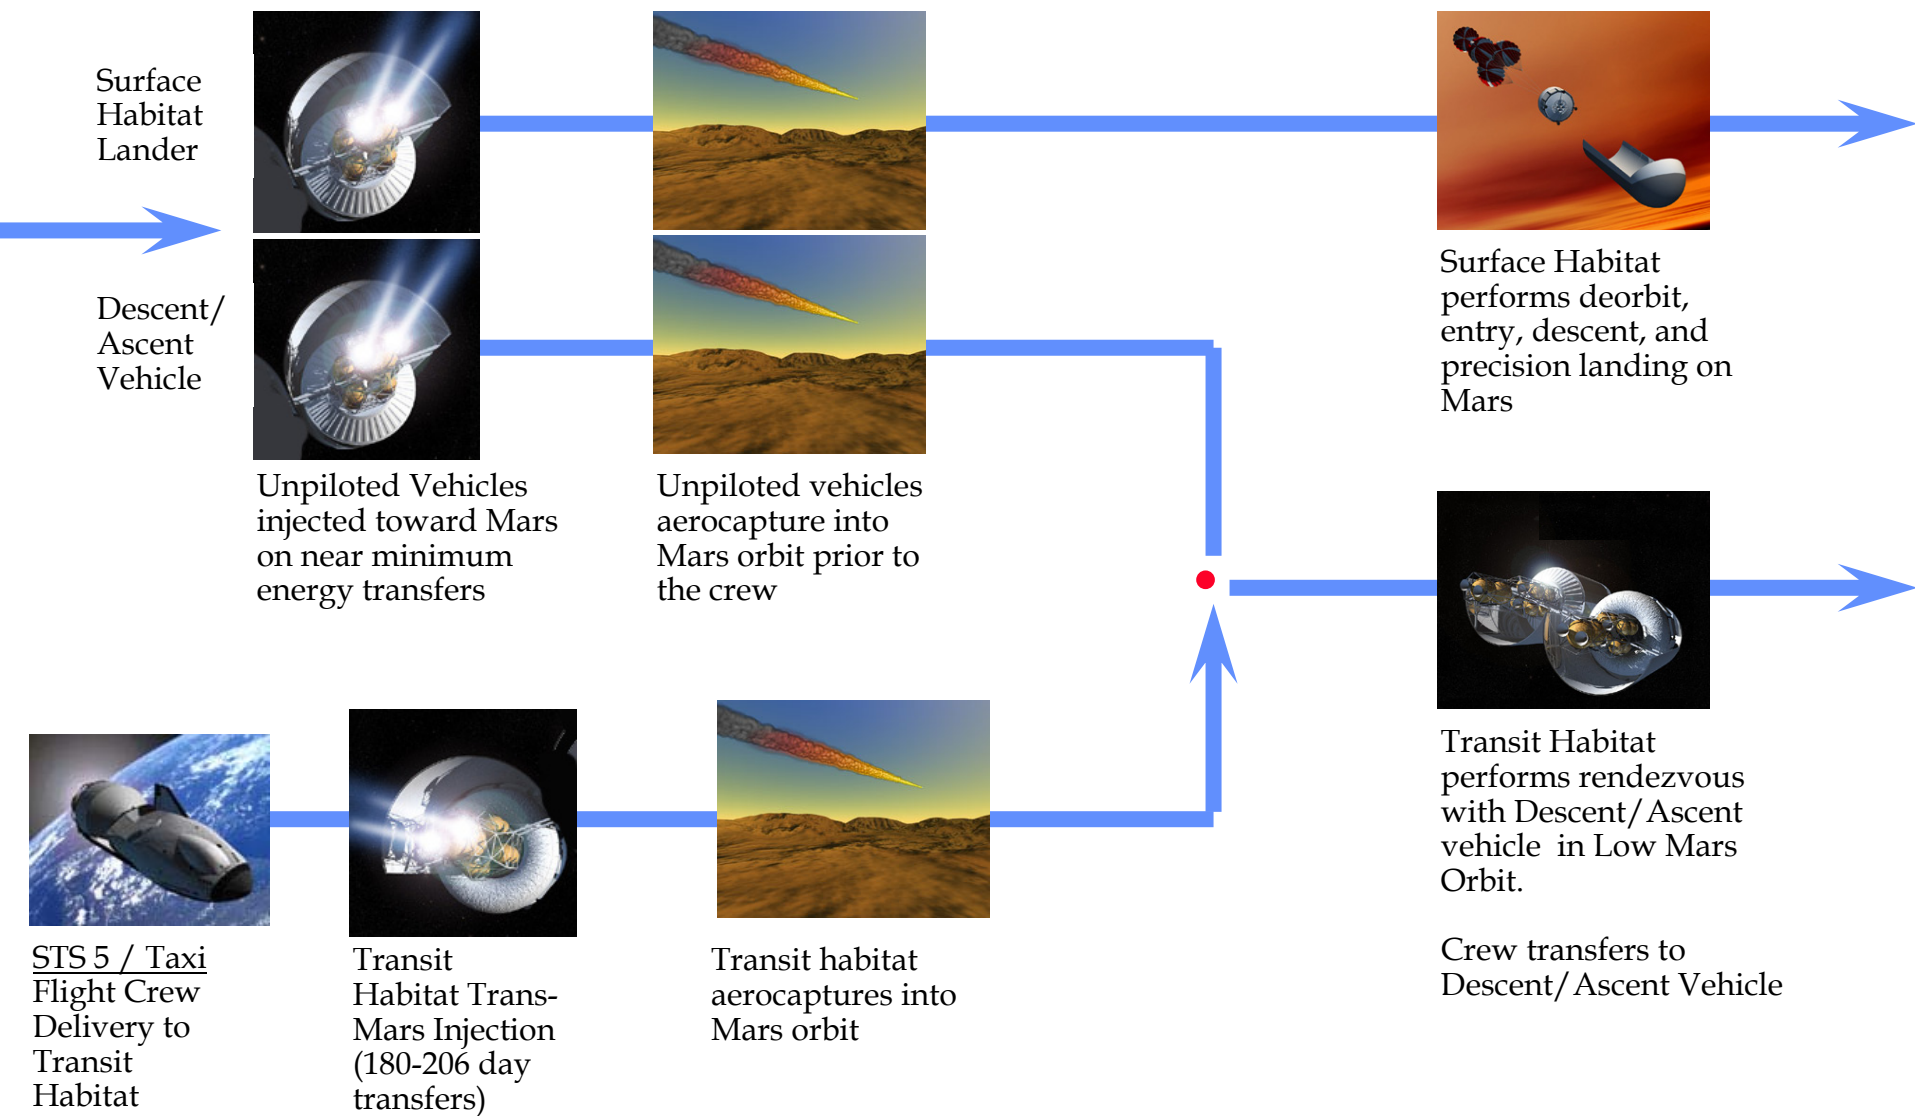 Surface
Habitat
Lander
Descent/
Ascent
Vehicle
Unpiloted Vehicles
injected toward Mars
on near minimum
energy transfers
Unpiloted vehicles
aerocapture into
Mars orbit prior to
the crew
Surface Habitat
performs deorbit,
entry, descent, and
precision landing on
Mars
Transit Habitat
performs rendezvous
with Descent/Ascent
vehicle in Low Mars
Orbit.
Crew transfers to
Descent/Ascent Vehicle
STS 5 / Taxi
Flight Crew
Delivery to
Transit
Habitat
Transit
Habitat Trans-
Mars Injection
(180-206 day
transfers)
Transit habitat
aerocaptures into
Mars orbit